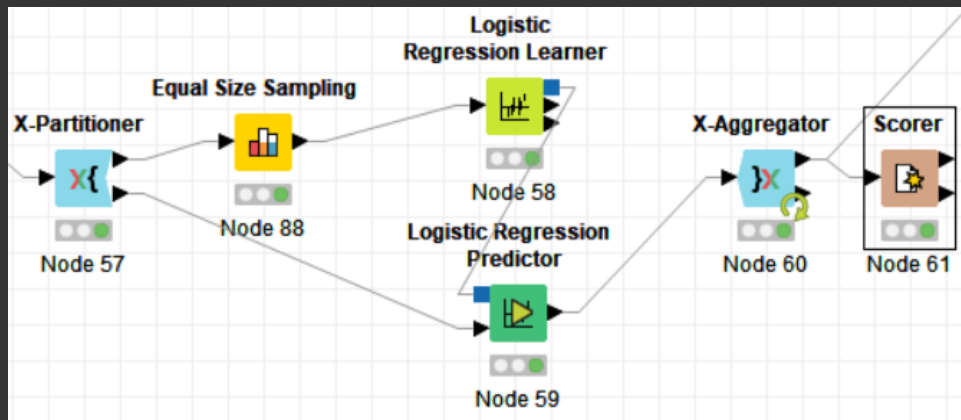 Logistic
Regression Learner
Equal Size Sampling
X-Partitioner
X-Aggregator
Scorer
X{
}X
Node 58
Node 88
Node 57
Logistic Regression
Predictor
Node 60
Node 61
Node 59